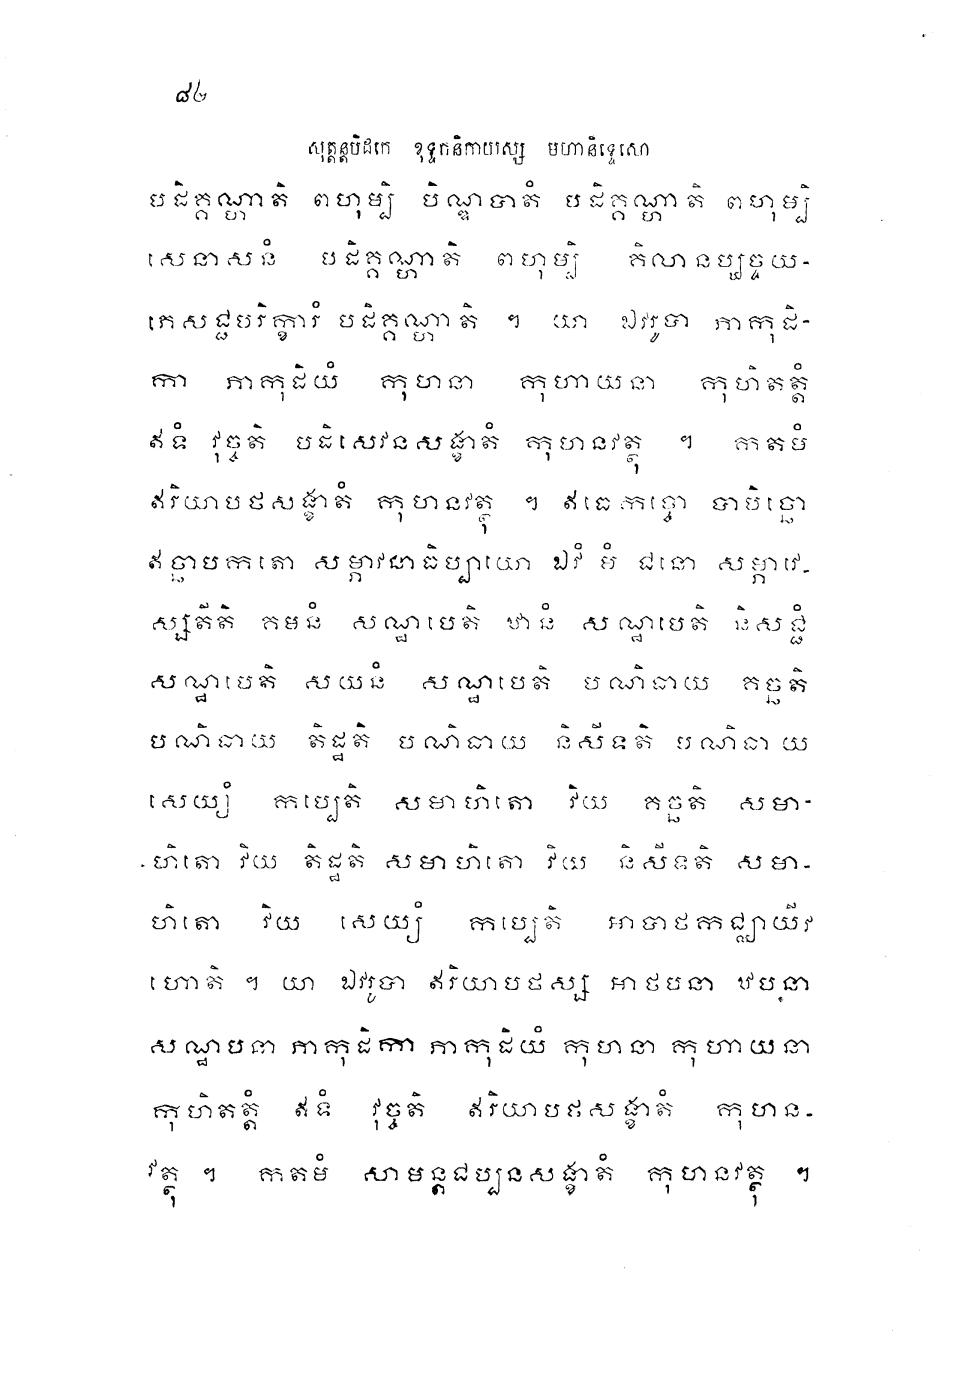 ៨៤
សុត្តន្តបិដកេ ខុទ្ទកនិកាយស្ស មហានិទ្ទេសោ
បដិគ្គណ្ហាតិ ពហុម្បិ បិណ្ឌបាតំ បដិគ្គណ្ហាតិ ពហុម្បិ
សេនាសនំ បដិគ្គណ្ហាតិ ពហុម្បិ គិលានប្បច្ចយ-
ភេសជ្ជបរិក្ខារំ បដិគ្គណ្ហាតិ ។ យា ឯវរូបា ភាកុដិ-
កា ភាកុដិយំ កុហនា កុហាយនា កុហិតត្តំ
ឥទំ វុច្ចតិ បដិសេវនសង្ខាតំ កុហនវត្ថុ ។ កតមំ
ឥរិយាបថសង្ខាតំ កុហនវត្ថុ ។ ឥធេកច្ចោ បាបិច្ឆោ
ឥច្ឆាបកតោ សម្ភាវនាធិប្បាយោ ឯវំ មំ ជនោ សម្ភាវេ-
ស្សតីតិ គមនំ សណ្ឋបេតិ ឋានំ សណ្ឋបេតិ និសជ្ជំ
សណ្ឋបេតិ សយនំ សណ្ឋបេតិ បណិធាយ គច្ឆតិ
បណិធាយ តិដ្ឋតិ បណិធាយ និសីទតិ បណិធាយ
សេយ្យំ កប្បេតិ សមាហិតោ វិយ គច្ឆតិ សមា-
ហិតោ វិយ តិដ្ឋតិ សមាហិតោ វិយ និសីទតិ សមា-
ហិតោ វិយ សេយ្យំ កប្បេតិ អាបាថកជ្ឈាយីវ
ហោតិ ។ យា ឯវរូបា ឥរិយាបថស្ស អាថបនា ឋបនា
សណ្ឋបនា ភាកុដិកា ភាកុដិយំ កុហនា កុហាយនា
កុហិតត្តំ ឥទំ វុច្ចតិ ឥរិយាបថសង្ខាតំ កុហន-
វត្ថុ ។ កតមំ សាមន្តជប្បនសង្ខាតំ កុហនវត្ថុ ។